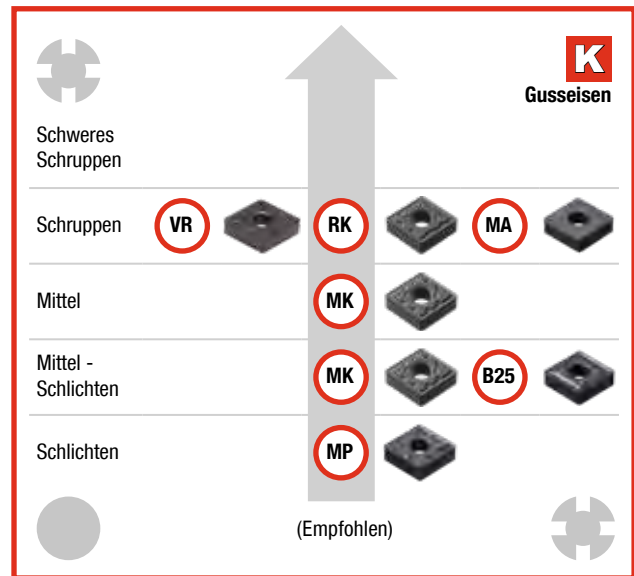 K
Gusseisen
Schweres
Schruppen
Schruppen VR RK MA
Mittel MK
Mittel -
Schlichten MK B25
Schlichten MP
(Empfohlen)